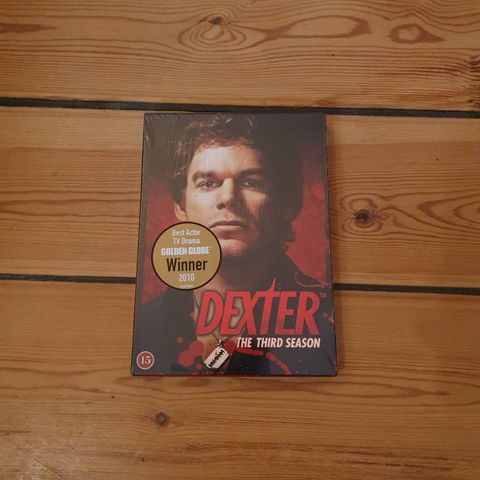 Best Actor
TV Drama
GOLDEN GLOBE
Winner
2010
DEXTER
THE THIRD SEASON
15